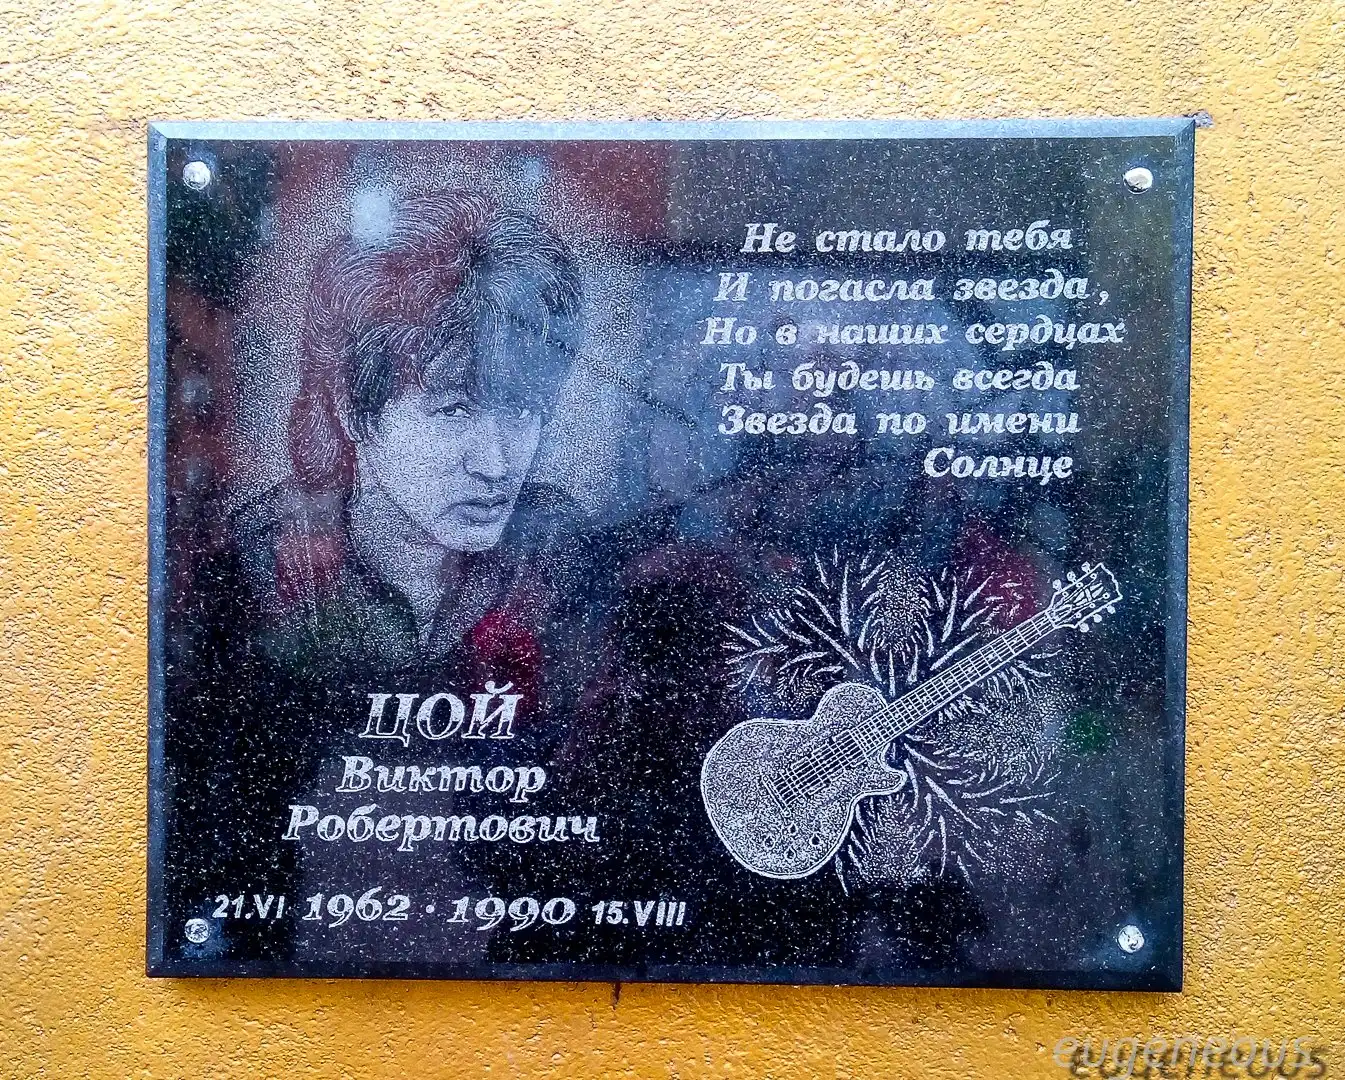 Не стало тебя
И погасла звезда,
Но в наших сердцах
Ты будешь всегда
Звезда по имени
Солнце
ЦОЙ
Виктор
Робертович
21.VI 1962 · 1990 15.VIII
eugeneous